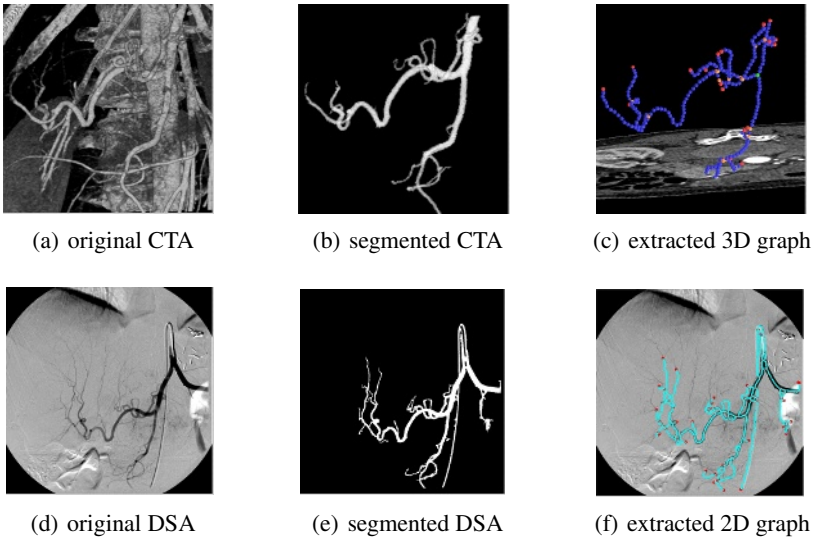 (a) original CTA
(b) segmented CTA
(c) extracted 3D graph
(d) original DSA
(e) segmented DSA
(f) extracted 2D graph